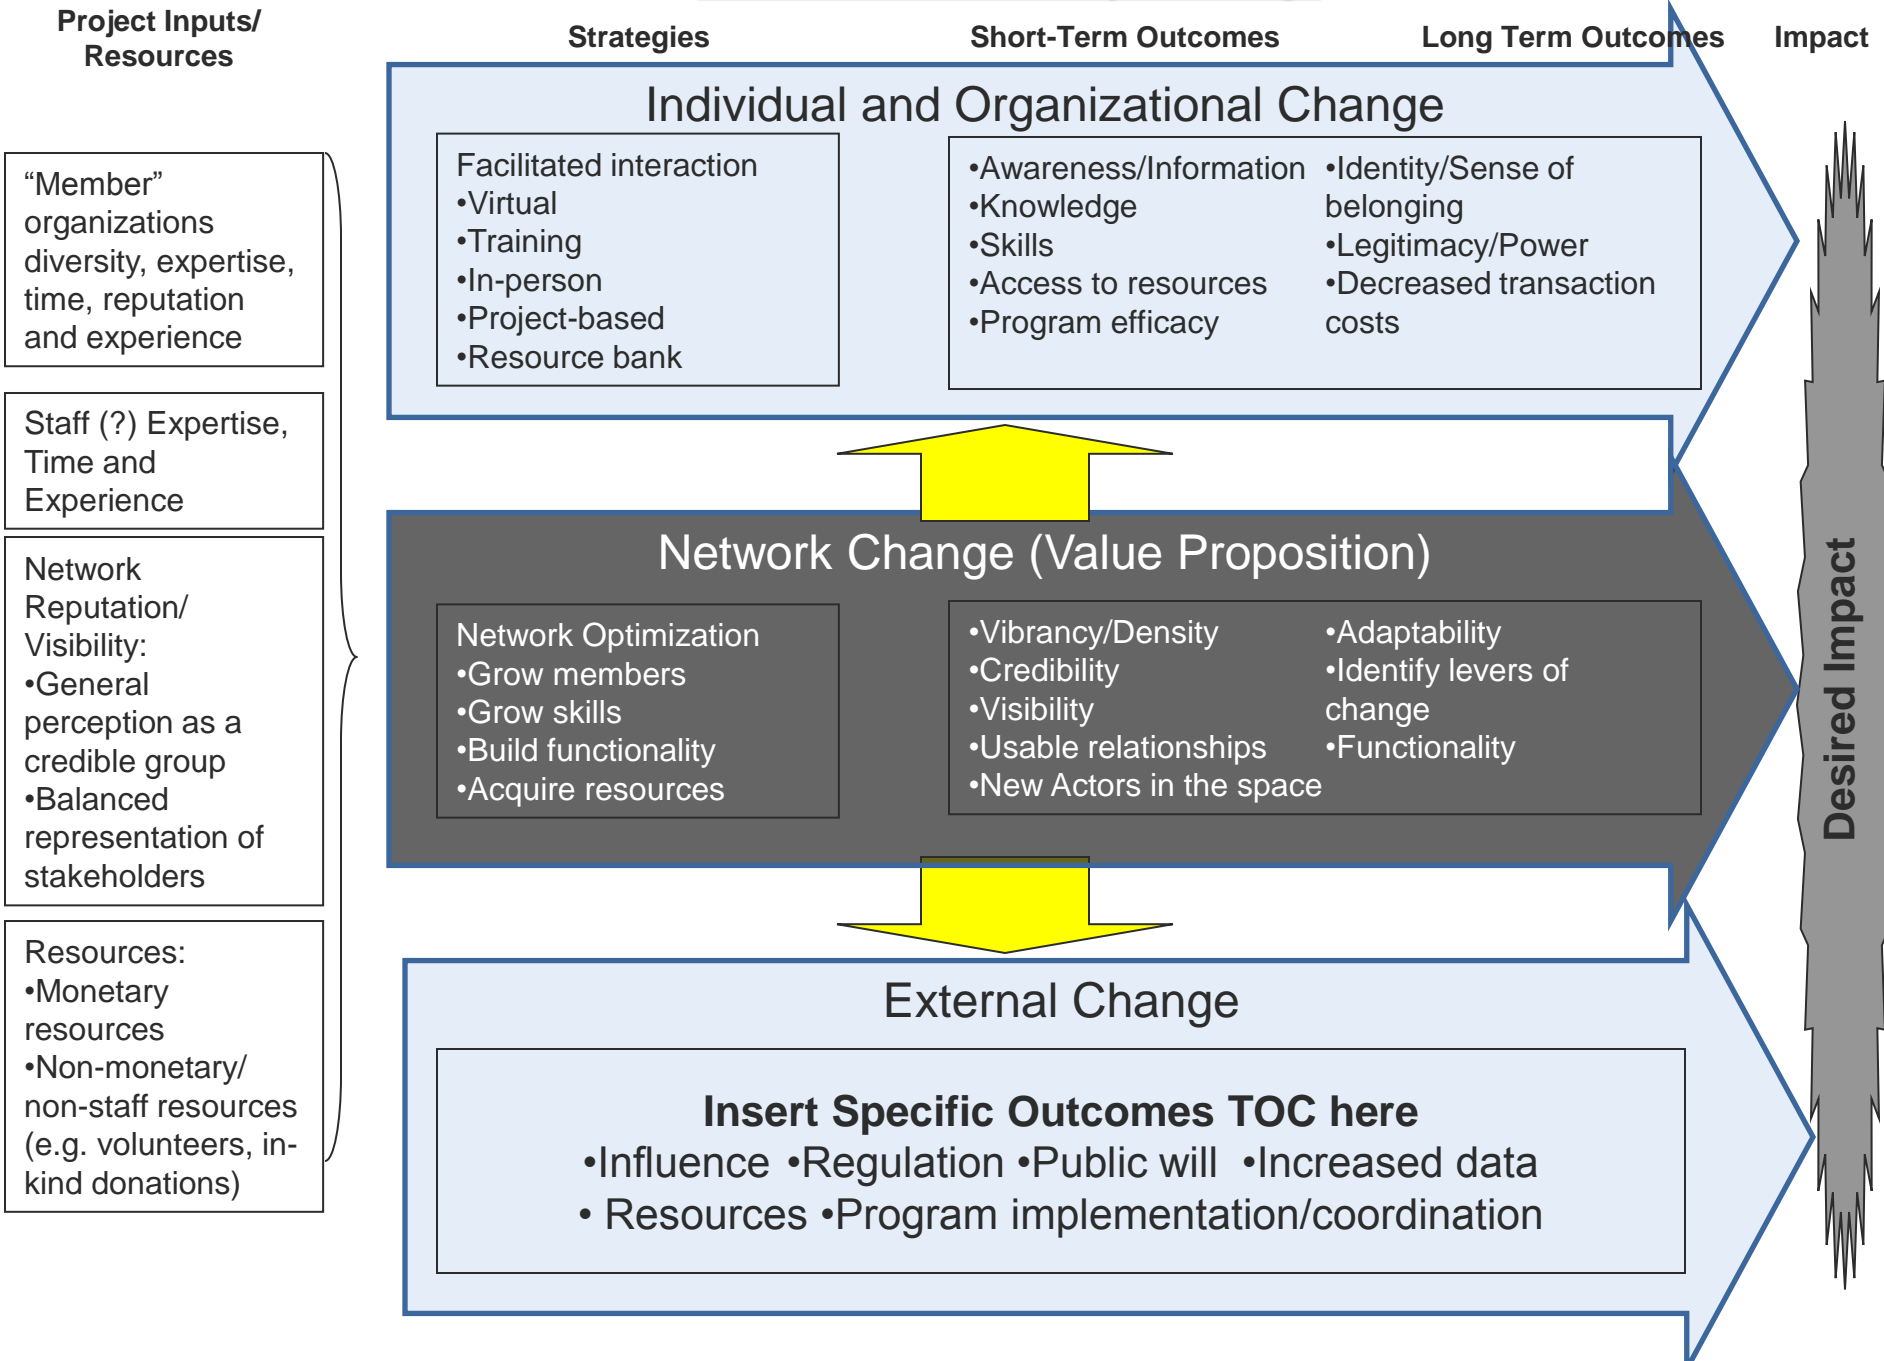 Project Inputs/
Resources
Strategies
Short-Term Outcomes
Long Term Outcomes
Impact
“Member”
organizations
diversity, expertise,
time, reputation
and experience
Staff (?) Expertise,
Time and
Experience
Network
Reputation/
Visibility:
•General
perception as a
credible group
•Balanced
representation of
stakeholders
Resources:
•Monetary
resources
•Non-monetary/
non-staff resources
(e.g. volunteers, in-
kind donations)
Individual and Organizational Change
Facilitated interaction
•Virtual
•Training
•In-person
•Project-based
•Resource bank
•Awareness/Information
•Knowledge
•Skills
•Access to resources
•Program efficacy
•Identity/Sense of
belonging
•Legitimacy/Power
•Decreased transaction
costs
Network Change (Value Proposition)
Network Optimization
•Grow members
•Grow skills
•Build functionality
•Acquire resources
•Vibrancy/Density
•Credibility
•Visibility
•Usable relationships
•New Actors in the space
•Adaptability
•Identify levers of
change
•Functionality
External Change
Insert Specific Outcomes TOC here
•Influence •Regulation •Public will •Increased data
• Resources •Program implementation/coordination
Desired Impact